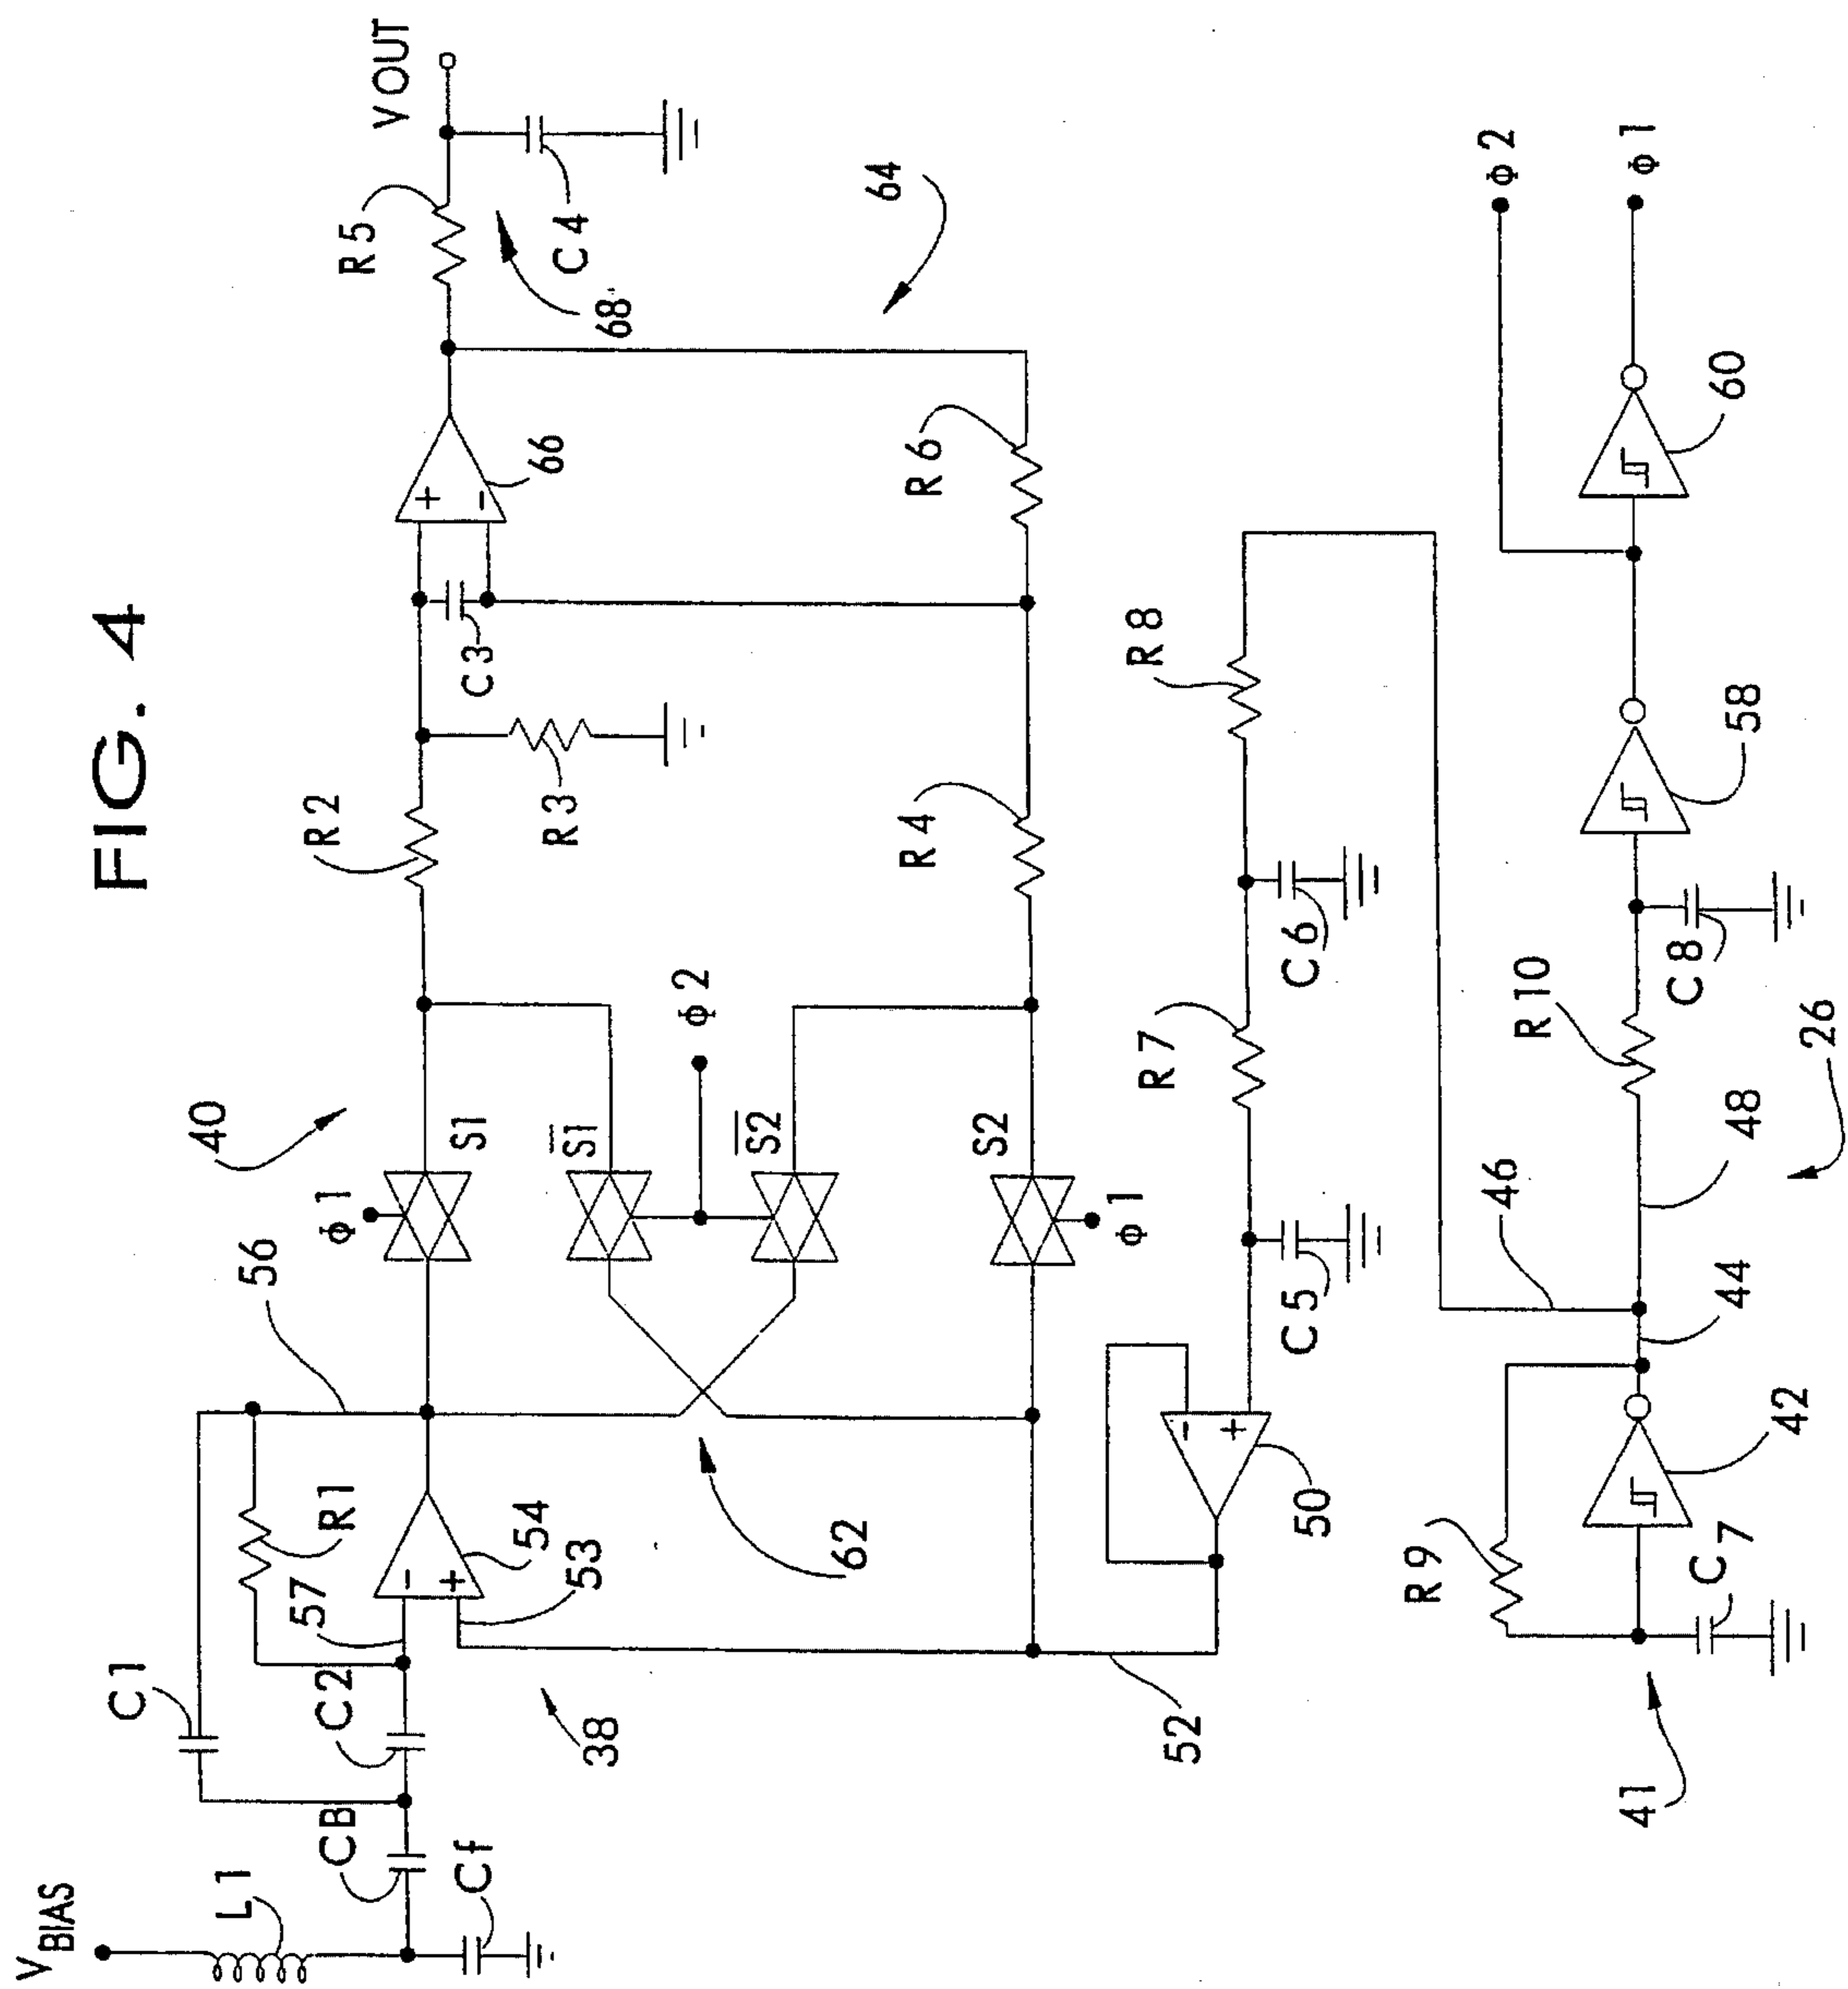 FIG. 4
V BIAS
L1
CB
Cf
C1
C2
57
R1
56
54
53
38
62
40
Φ1
S1
S1̅
Φ2
S2̅
S2
Φ1
R2
R3
C3
66
R4
R6
64
R5
68
C4
VOUT
52
50
C5
R7
C6
R8
46
41
C7
R9
42
44
48
26
R10
C8
58
60
Φ2
Φ1